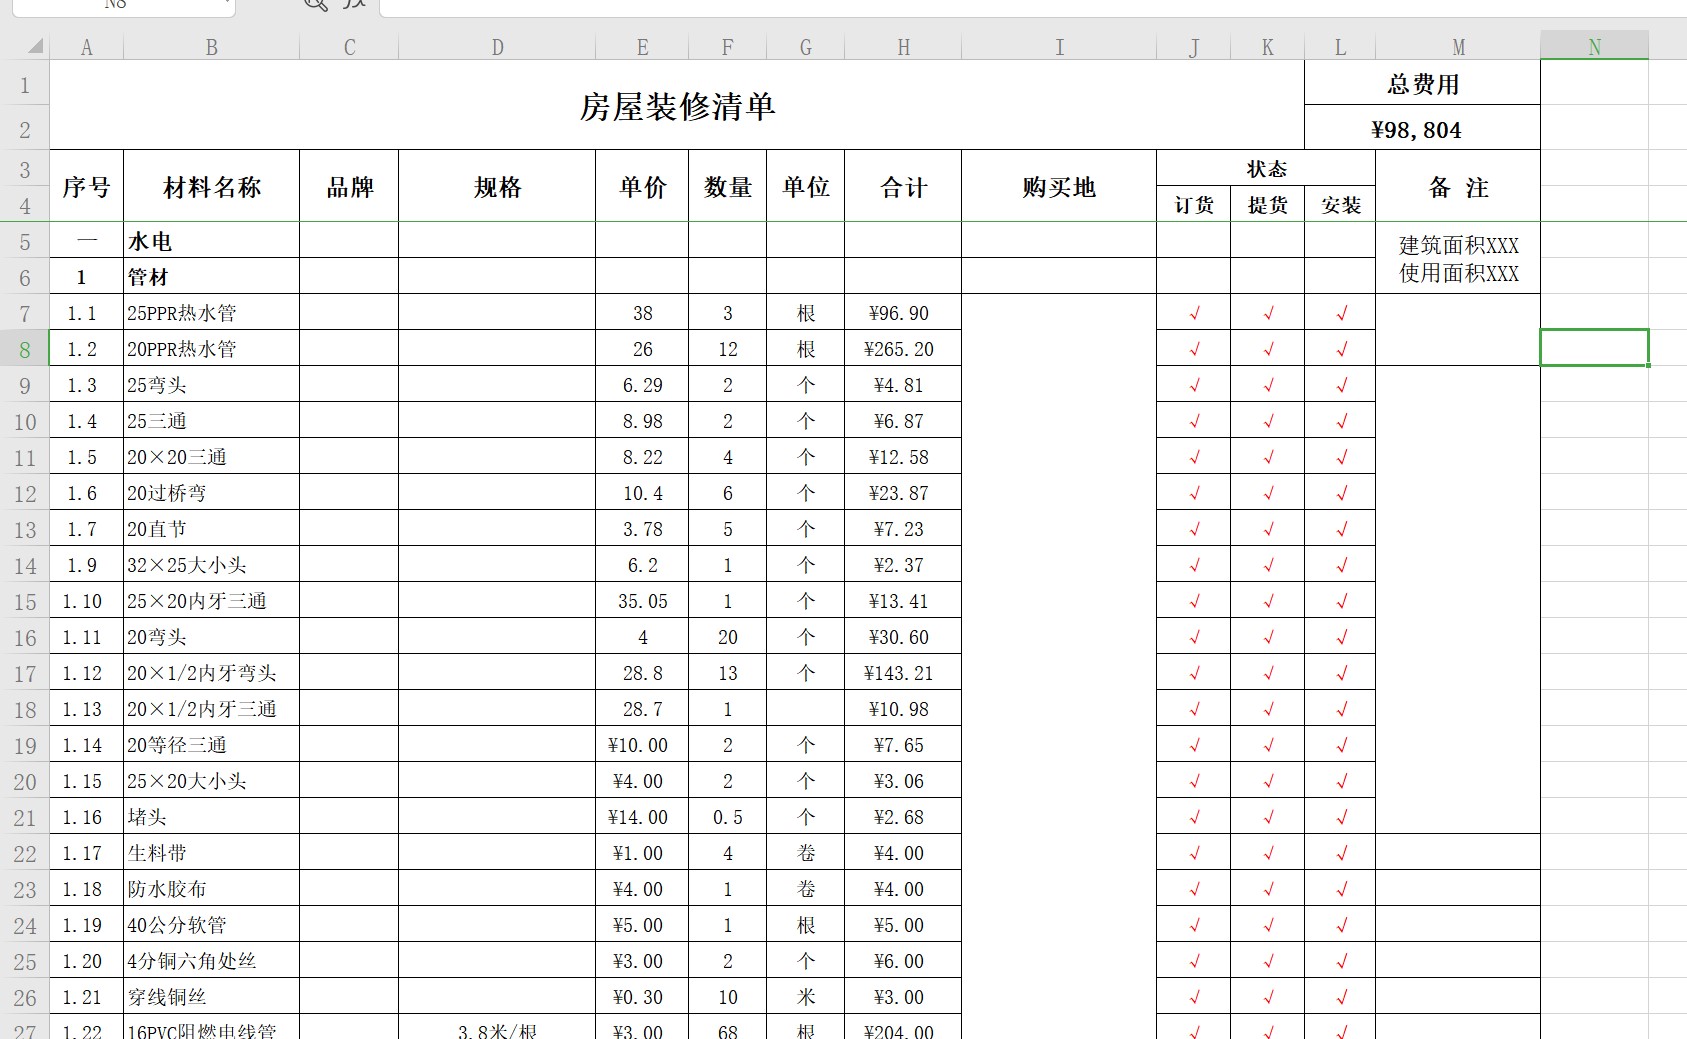 N8
A B C D E F G H I J K L M N
1 房屋装修清单 总费用
2 ¥98,804
3 序号 材料名称 品牌 规格 单价 数量 单位 合计 购买地 状态 备 注
4 订货 提货 安装
5 一 水电 建筑面积XXX
6 1 管材 使用面积XXX
7 1.1 25PPR热水管 38 3 根 ¥96.90 √ √ √
8 1.2 20PPR热水管 26 12 根 ¥265.20 √ √ √
9 1.3 25弯头 6.29 2 个 ¥4.81 √ √ √
10 1.4 25三通 8.98 2 个 ¥6.87 √ √ √
11 1.5 20×20三通 8.22 4 个 ¥12.58 √ √ √
12 1.6 20过桥弯 10.4 6 个 ¥23.87 √ √ √
13 1.7 20直节 3.78 5 个 ¥7.23 √ √ √
14 1.9 32×25大小头 6.2 1 个 ¥2.37 √ √ √
15 1.10 25×20内牙三通 35.05 1 个 ¥13.41 √ √ √
16 1.11 20弯头 4 20 个 ¥30.60 √ √ √
17 1.12 20×1/2内牙弯头 28.8 13 个 ¥143.21 √ √ √
18 1.13 20×1/2内牙三通 28.7 1 ¥10.98 √ √ √
19 1.14 20等径三通 ¥10.00 2 个 ¥7.65 √ √ √
20 1.15 25×20大小头 ¥4.00 2 个 ¥3.06 √ √ √
21 1.16 堵头 ¥14.00 0.5 个 ¥2.68 √ √ √
22 1.17 生料带 ¥1.00 4 卷 ¥4.00 √ √ √
23 1.18 防水胶布 ¥4.00 1 卷 ¥4.00 √ √ √
24 1.19 40公分软管 ¥5.00 1 根 ¥5.00 √ √ √
25 1.20 4分铜六角处丝 ¥3.00 2 个 ¥6.00 √ √ √
26 1.21 穿线铜丝 ¥0.30 10 米 ¥3.00 √ √ √
27 1.22 16PVC阻燃电线管 3.8米/根 ¥3.00 68 根 ¥204.00 √ √ √